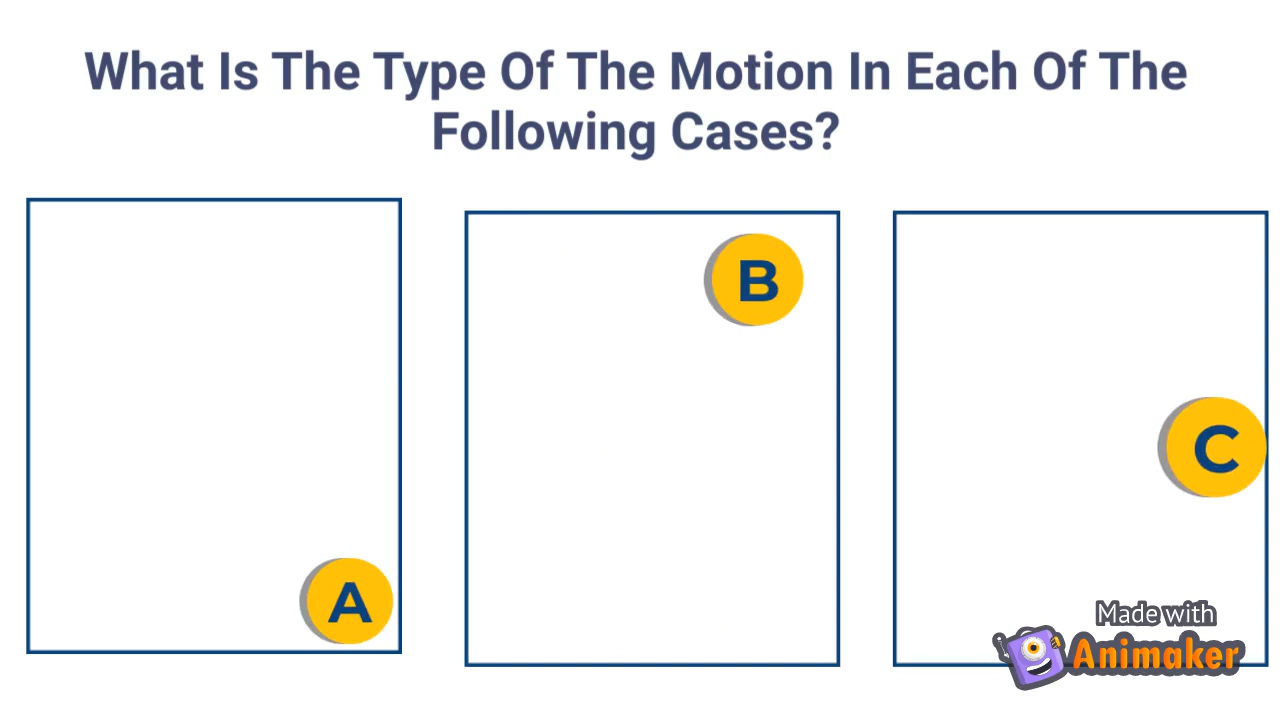 What Is The Type Of The Motion In Each Of The
Following Cases?
B
C
A
Made with
Animaker